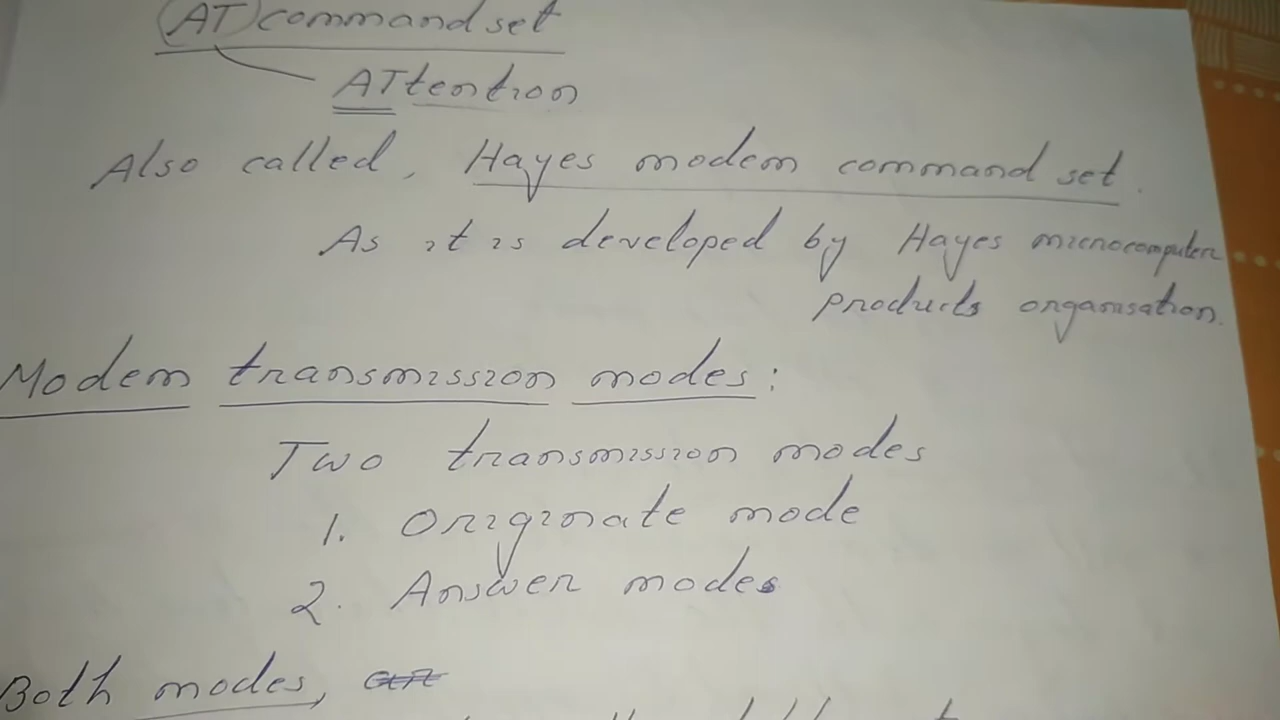 AT command set
ATtention
Also called, Hayes modem command set.
As it is developed by Hayes microcomputer
products organisation.
Modem transmission modes:
Two transmission modes
1. Originate mode
2. Answer modes
Both modes,